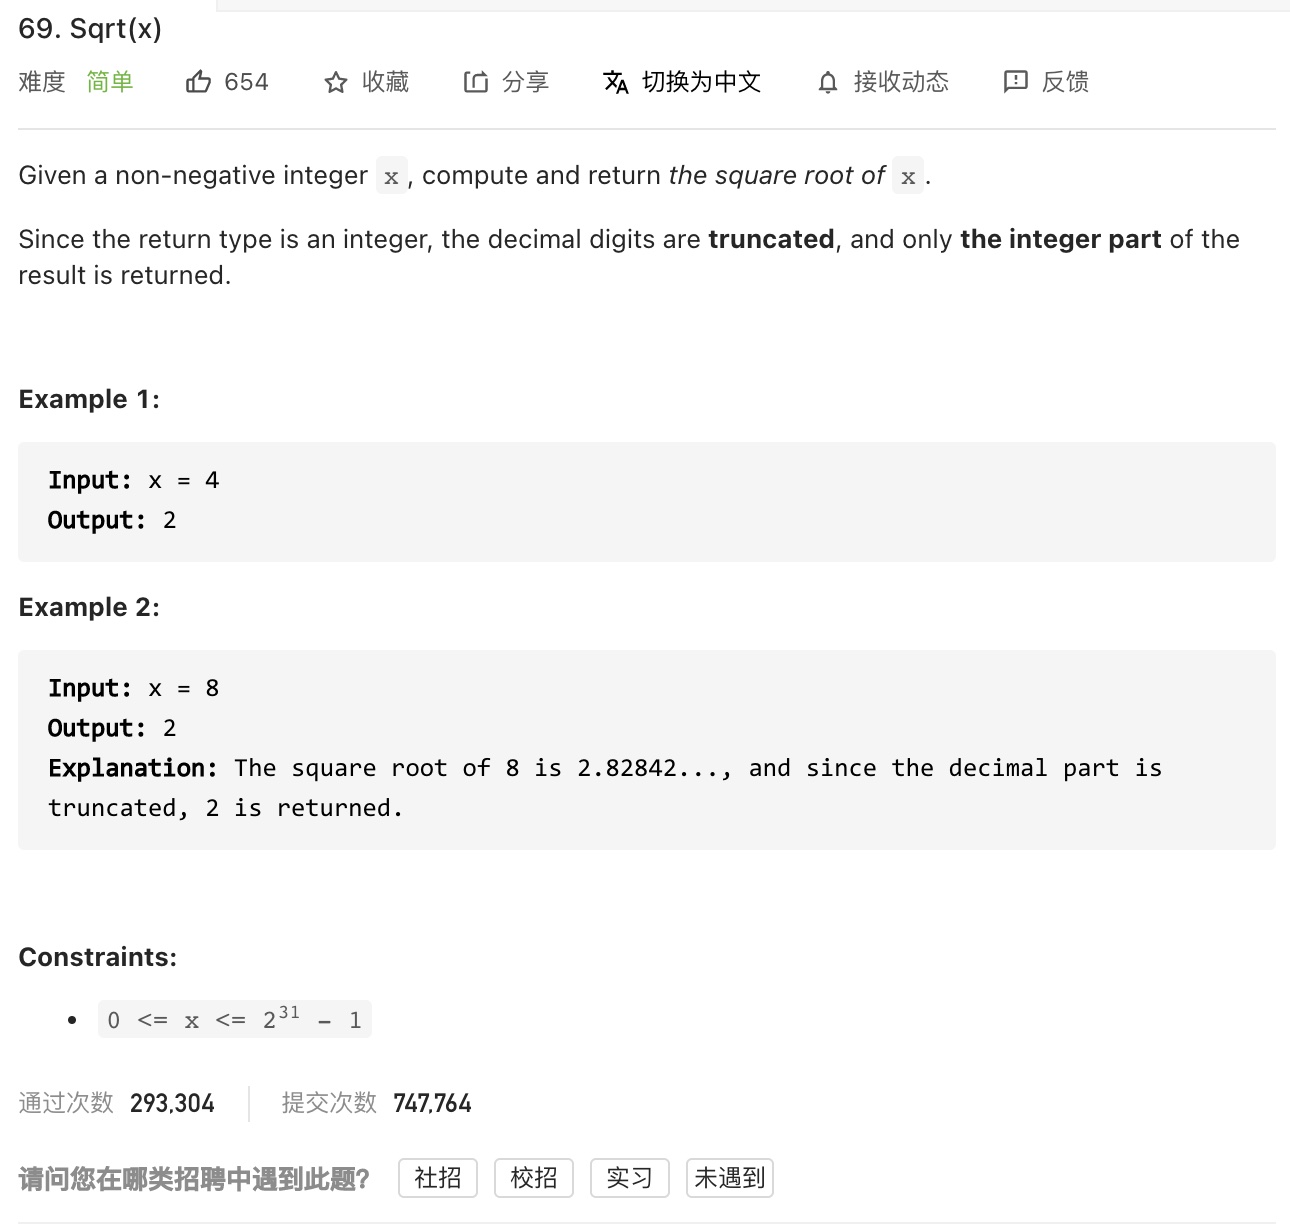 69. Sqrt(x)
难度 简单 654 收藏 分享 切换为中文 接收动态 反馈
Given a non-negative integer x, compute and return the square root of x.
Since the return type is an integer, the decimal digits are truncated, and only the integer part of the
result is returned.
Example 1:
Input: x = 4
Output: 2
Example 2:
Input: x = 8
Output: 2
Explanation: The square root of 8 is 2.82842..., and since the decimal part is
truncated, 2 is returned.
Constraints:
• 0 <= x <= 2³¹ - 1
通过次数 293,304 提交次数 747,764
请问您在哪类招聘中遇到此题? 社招 校招 实习 未遇到